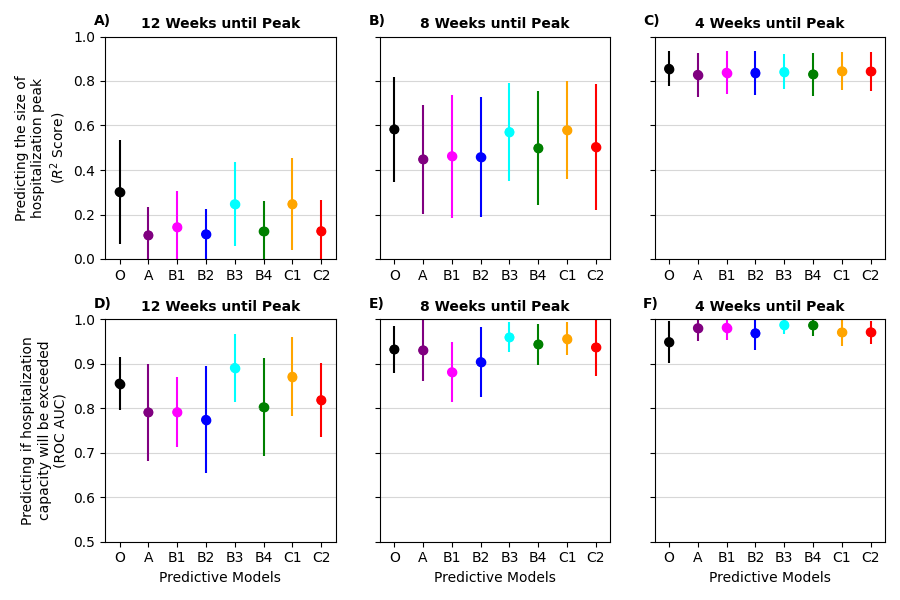 A) 12 Weeks until Peak
B) 8 Weeks until Peak
C) 4 Weeks until Peak
Predicting the size of
hospitalization peak
(R² Score)
1.0
0.8
0.6
0.4
0.2
0.0
O A B1 B2 B3 B4 C1 C2
O A B1 B2 B3 B4 C1 C2
O A B1 B2 B3 B4 C1 C2
D) 12 Weeks until Peak
E) 8 Weeks until Peak
F) 4 Weeks until Peak
Predicting if hospitalization
capacity will be exceeded
(ROC AUC)
1.0
0.9
0.8
0.7
0.6
0.5
O A B1 B2 B3 B4 C1 C2
O A B1 B2 B3 B4 C1 C2
O A B1 B2 B3 B4 C1 C2
Predictive Models
Predictive Models
Predictive Models